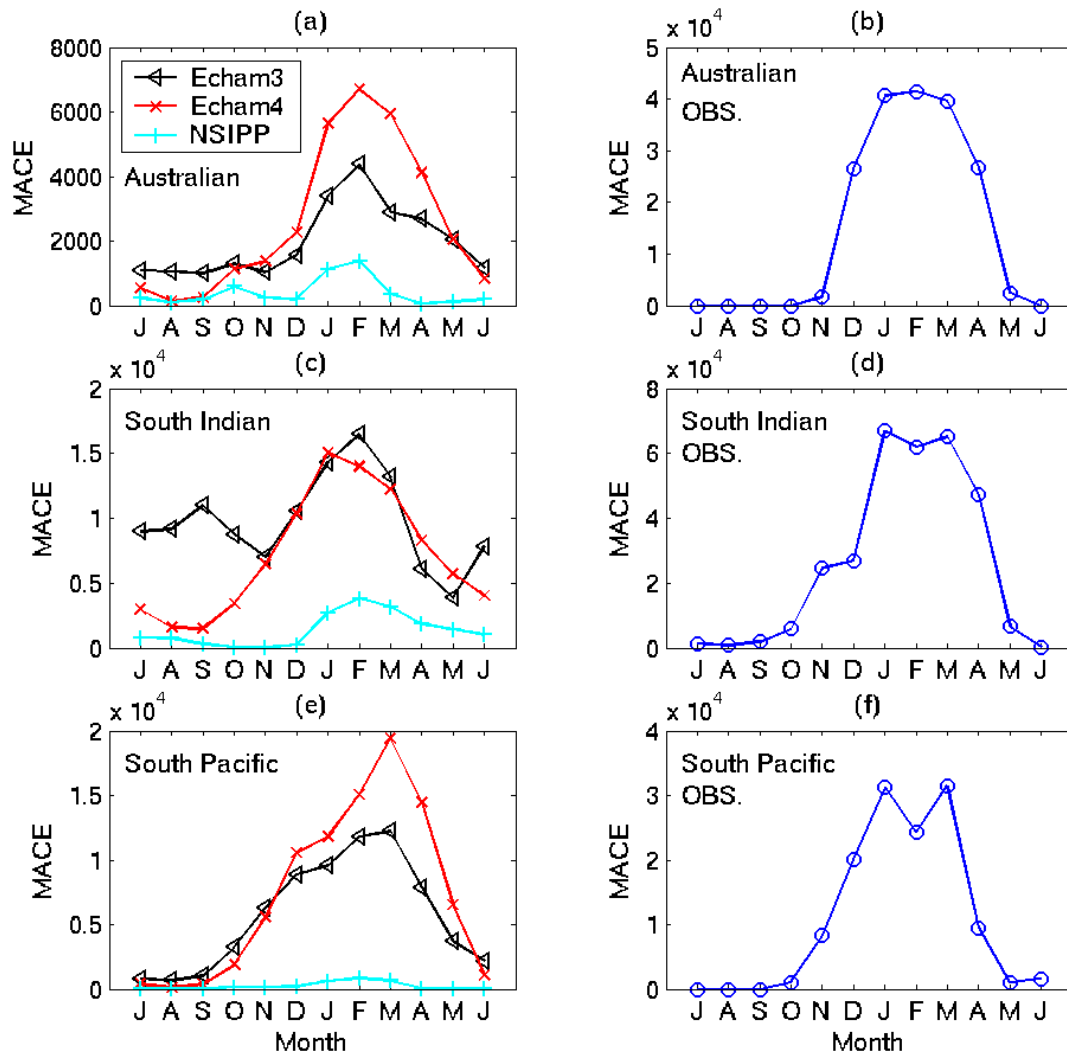 (a)
8000
6000
4000
2000
0
MACE
Echam3
Echam4
NSIPP
Australian
J A S O N D J F M A M J
(b)
x 10^4
5
4
3
2
1
0
MACE
Australian
OBS.
J A S O N D J F M A M J
(c)
x 10^4
2
1.5
1
0.5
0
MACE
South Indian
J A S O N D J F M A M J
(d)
x 10^4
8
6
4
2
0
MACE
South Indian
OBS.
J A S O N D J F M A M J
(e)
x 10^4
2
1.5
1
0.5
0
MACE
South Pacific
J A S O N D J F M A M J
Month
(f)
x 10^4
4
3
2
1
0
MACE
South Pacific
OBS.
J A S O N D J F M A M J
Month